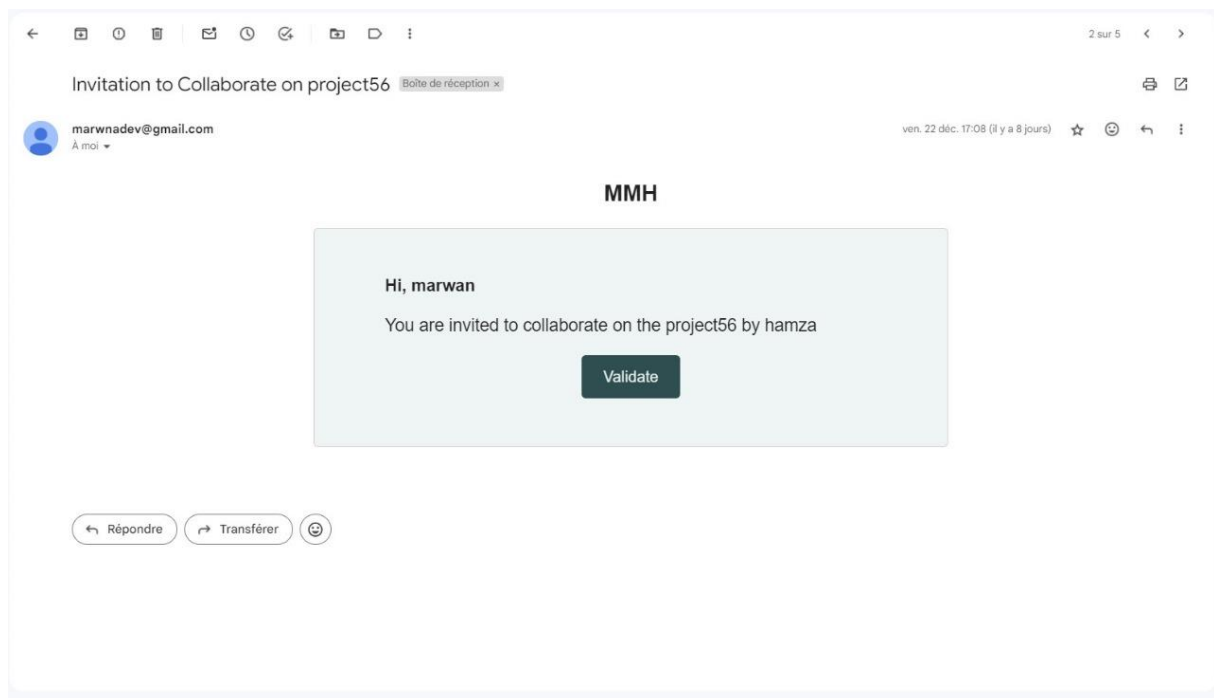 2 sur 5
Invitation to Collaborate on project56 Boîte de réception ×
marwnadev@gmail.com
ven. 22 déc. 17:08 (il y a 8 jours)
À moi
MMH
Hi, marwan
You are invited to collaborate on the project56 by hamza
Validate
Répondre
Transférer